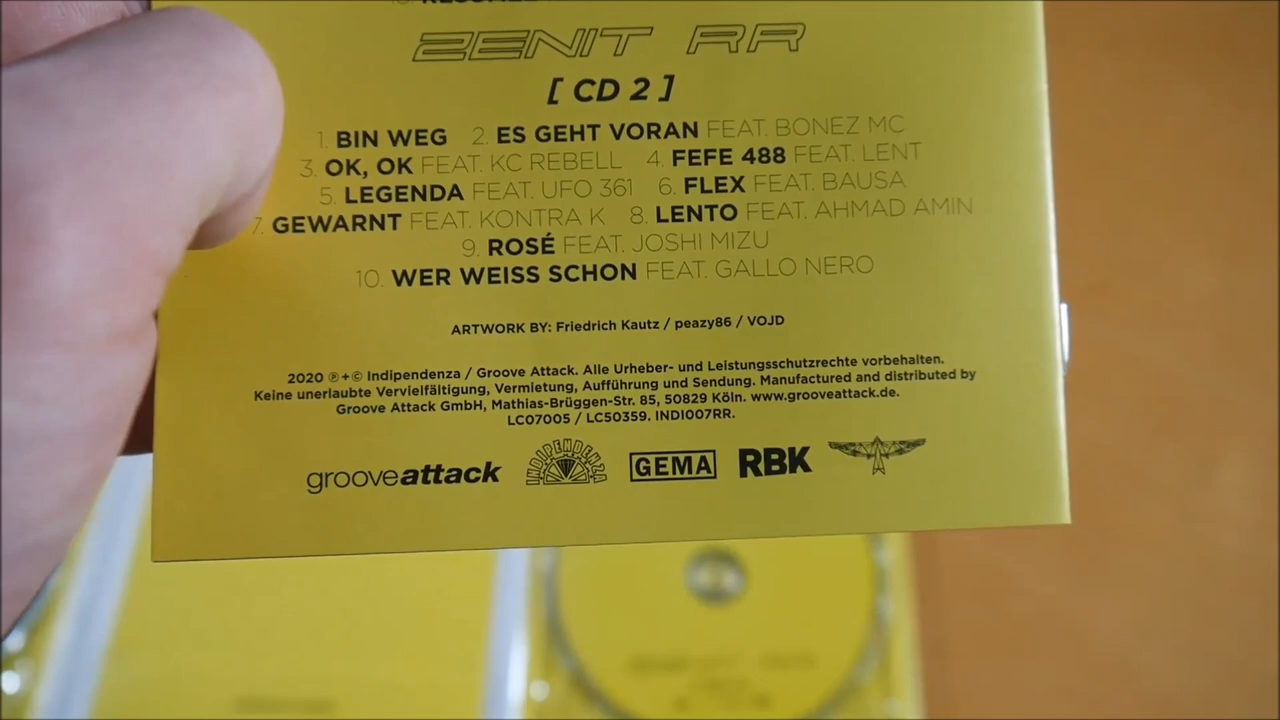 ZENIT RR
[ CD 2 ]
1. BIN WEG 2. ES GEHT VORAN FEAT. BONEZ MC
3. OK, OK FEAT. KC REBELL 4. FEFE 488 FEAT. LENT
5. LEGENDA FEAT. UFO 361 6. FLEX FEAT. BAUSA
7. GEWARNT FEAT. KONTRA K 8. LENTO FEAT. AHMAD AMIN
9. ROSÉ FEAT. JOSHI MIZU
10. WER WEISS SCHON FEAT. GALLO NERO
ARTWORK BY: Friedrich Kautz / peazy86 / VOJD
2020 ℗+© Indipendenza / Groove Attack. Alle Urheber- und Leistungsschutzrechte vorbehalten.
Keine unerlaubte Vervielfältigung, Vermietung, Aufführung und Sendung. Manufactured and distributed by
Groove Attack GmbH, Mathias-Brüggen-Str. 85, 50829 Köln. www.grooveattack.de.
LC07005 / LC50359. INDI007RR.
grooveattack INDIPENDENZA GEMA RBK